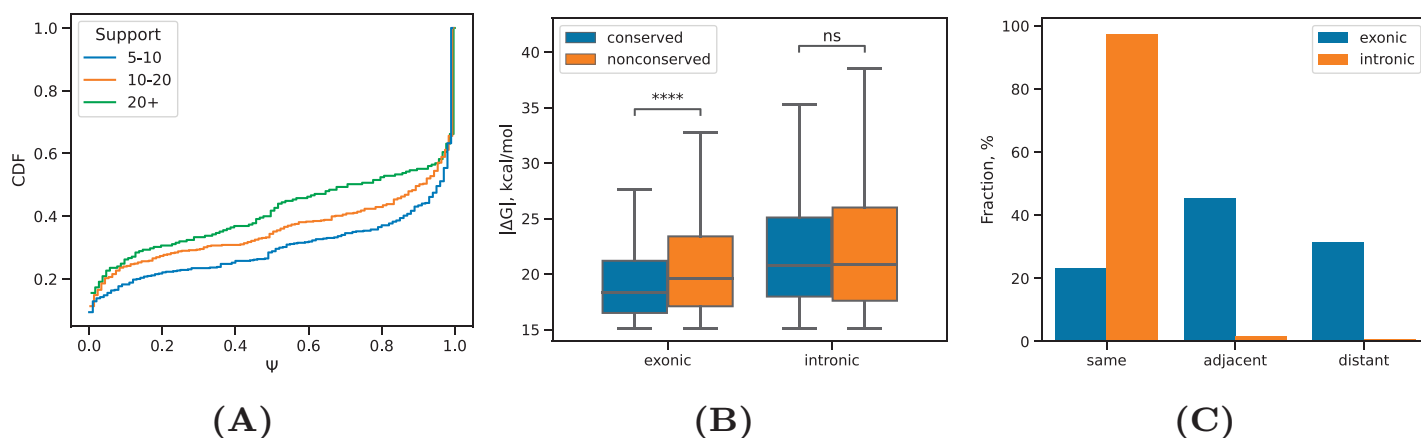 Support
5-10
10-20
20+
1.0
0.8
0.6
0.4
0.2
CDF
0.0 0.2 0.4 0.6 0.8 1.0
Ψ
(A)
conserved
nonconserved
****
ns
40
35
30
25
20
15
|ΔG|, kcal/mol
exonic intronic
(B)
exonic
intronic
100
80
60
40
20
0
Fraction, %
same adjacent distant
(C)